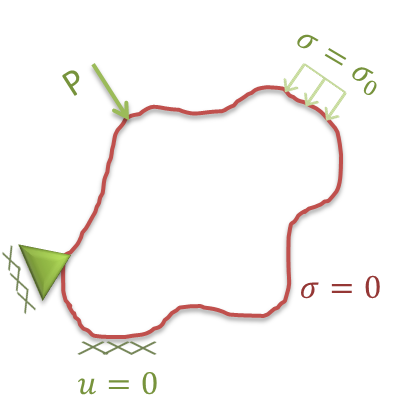 P
σ = σ₀
σ = 0
u = 0